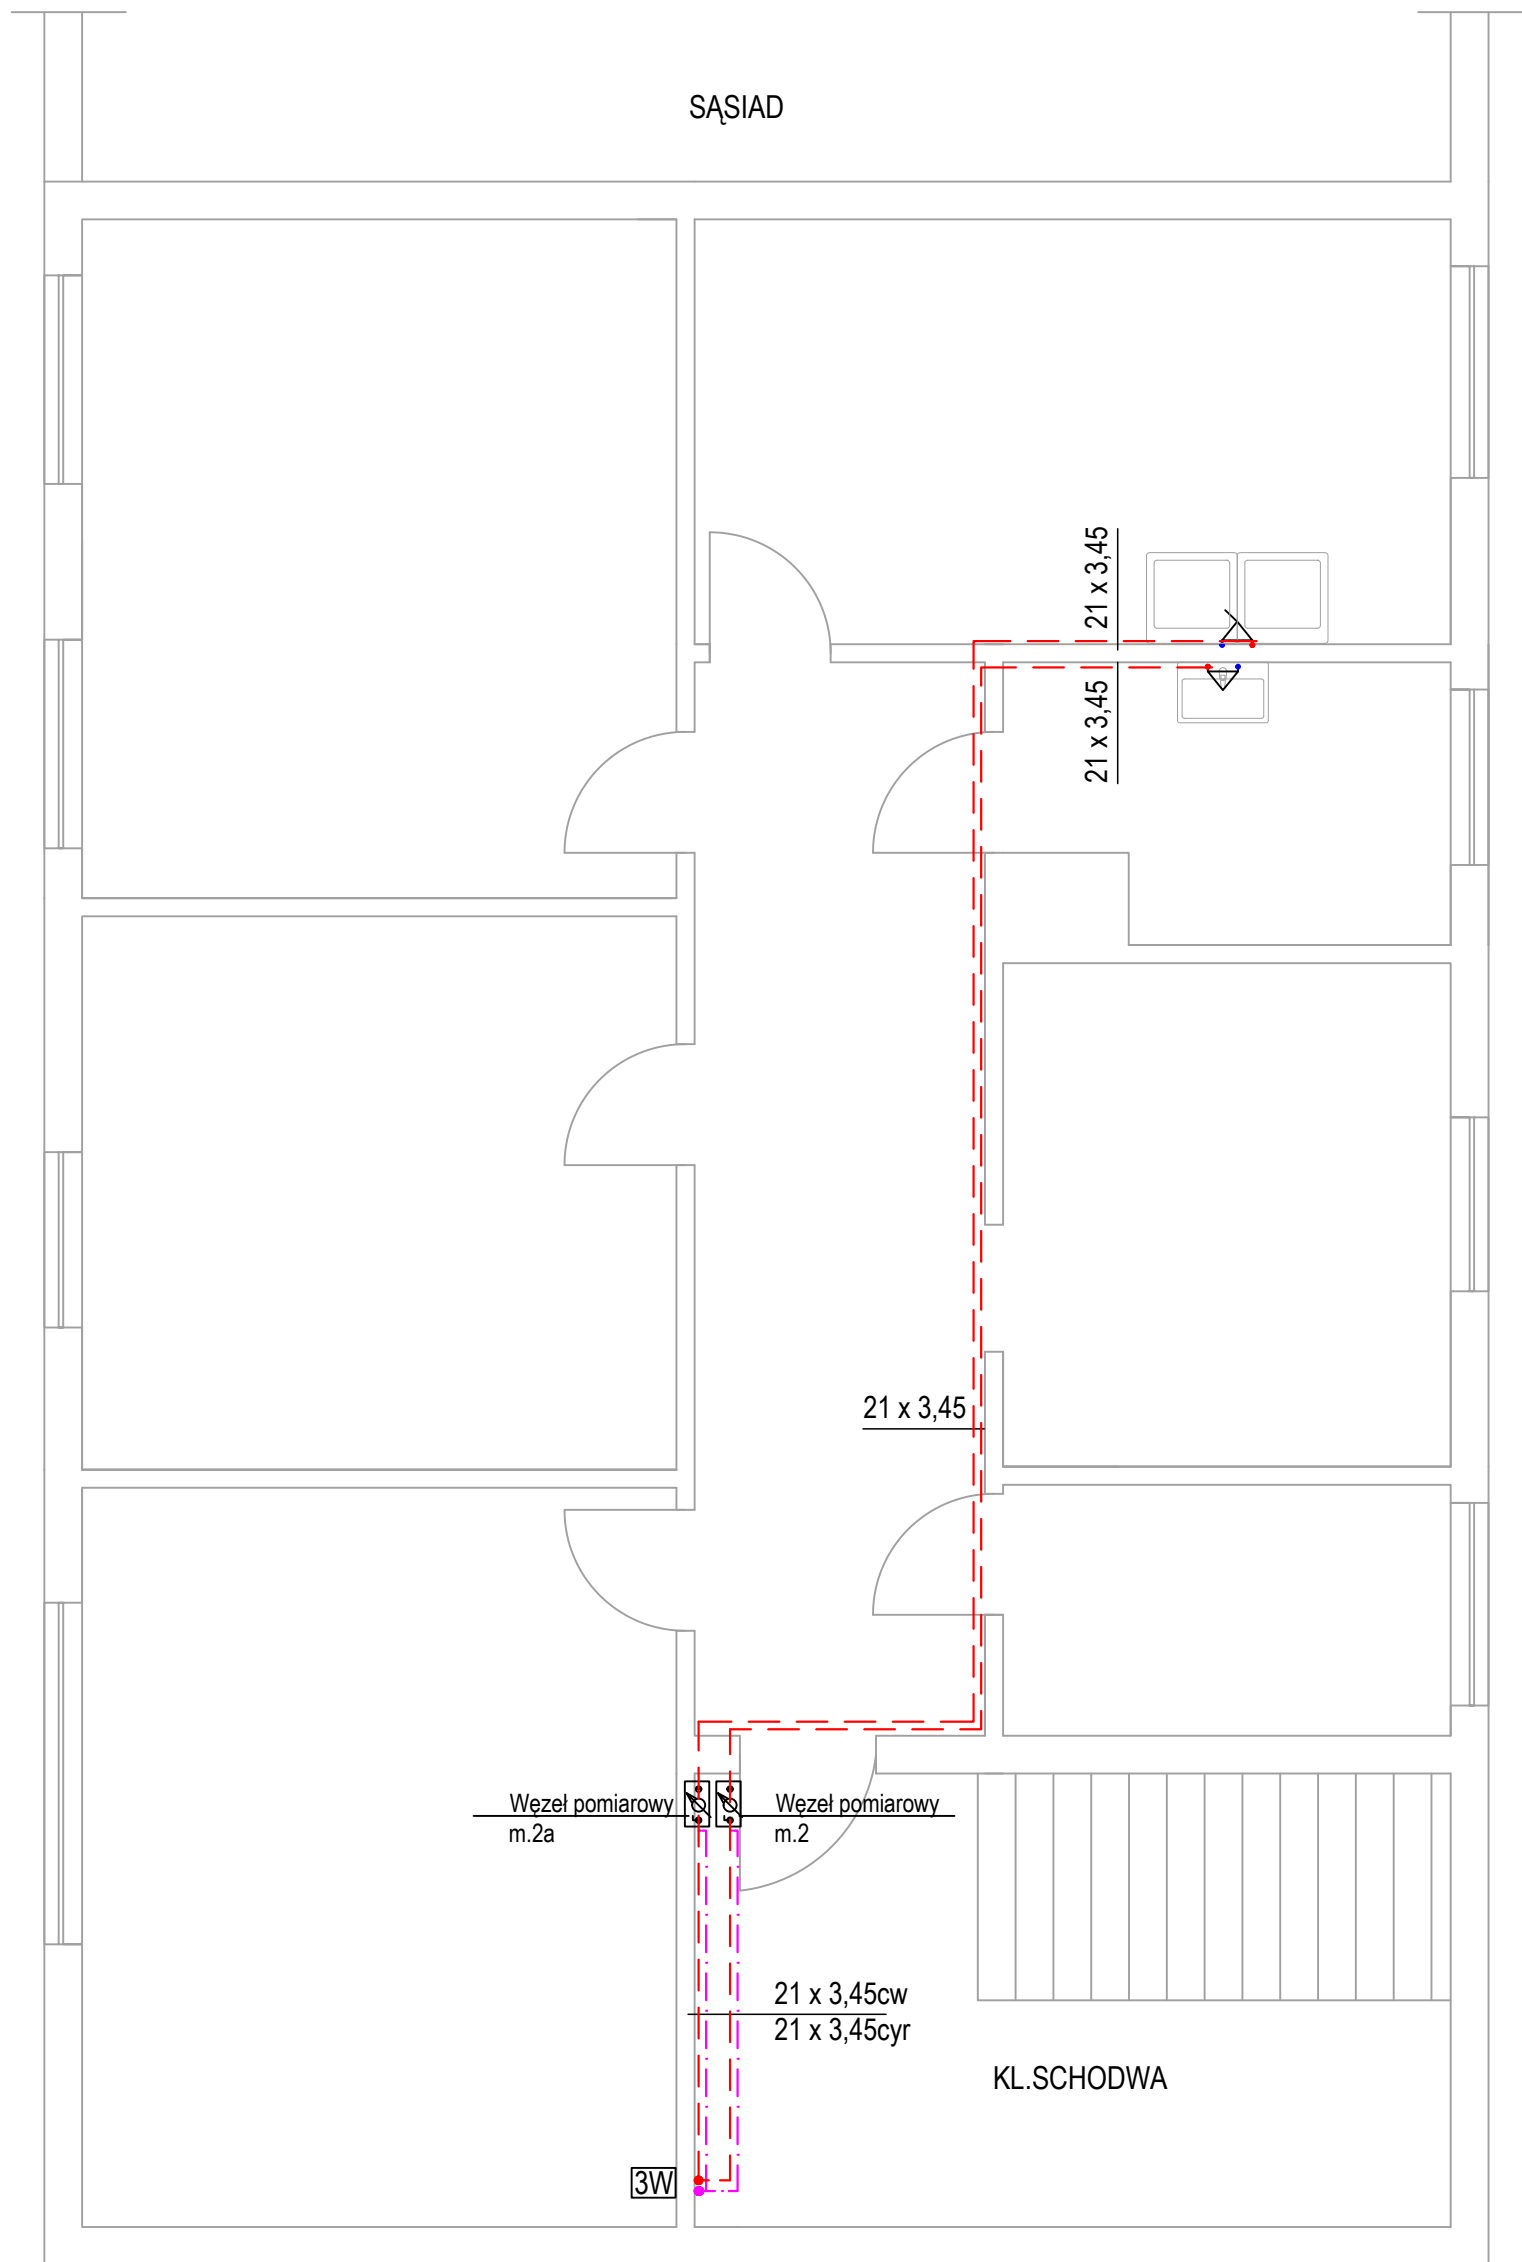 SĄSIAD
21 x 3,45
21 x 3,45
21 x 3,45
Węzeł pomiarowy
m.2a
Węzeł pomiarowy
m.2
21 x 3,45cw
21 x 3,45cyr
KL.SCHODWA
3W